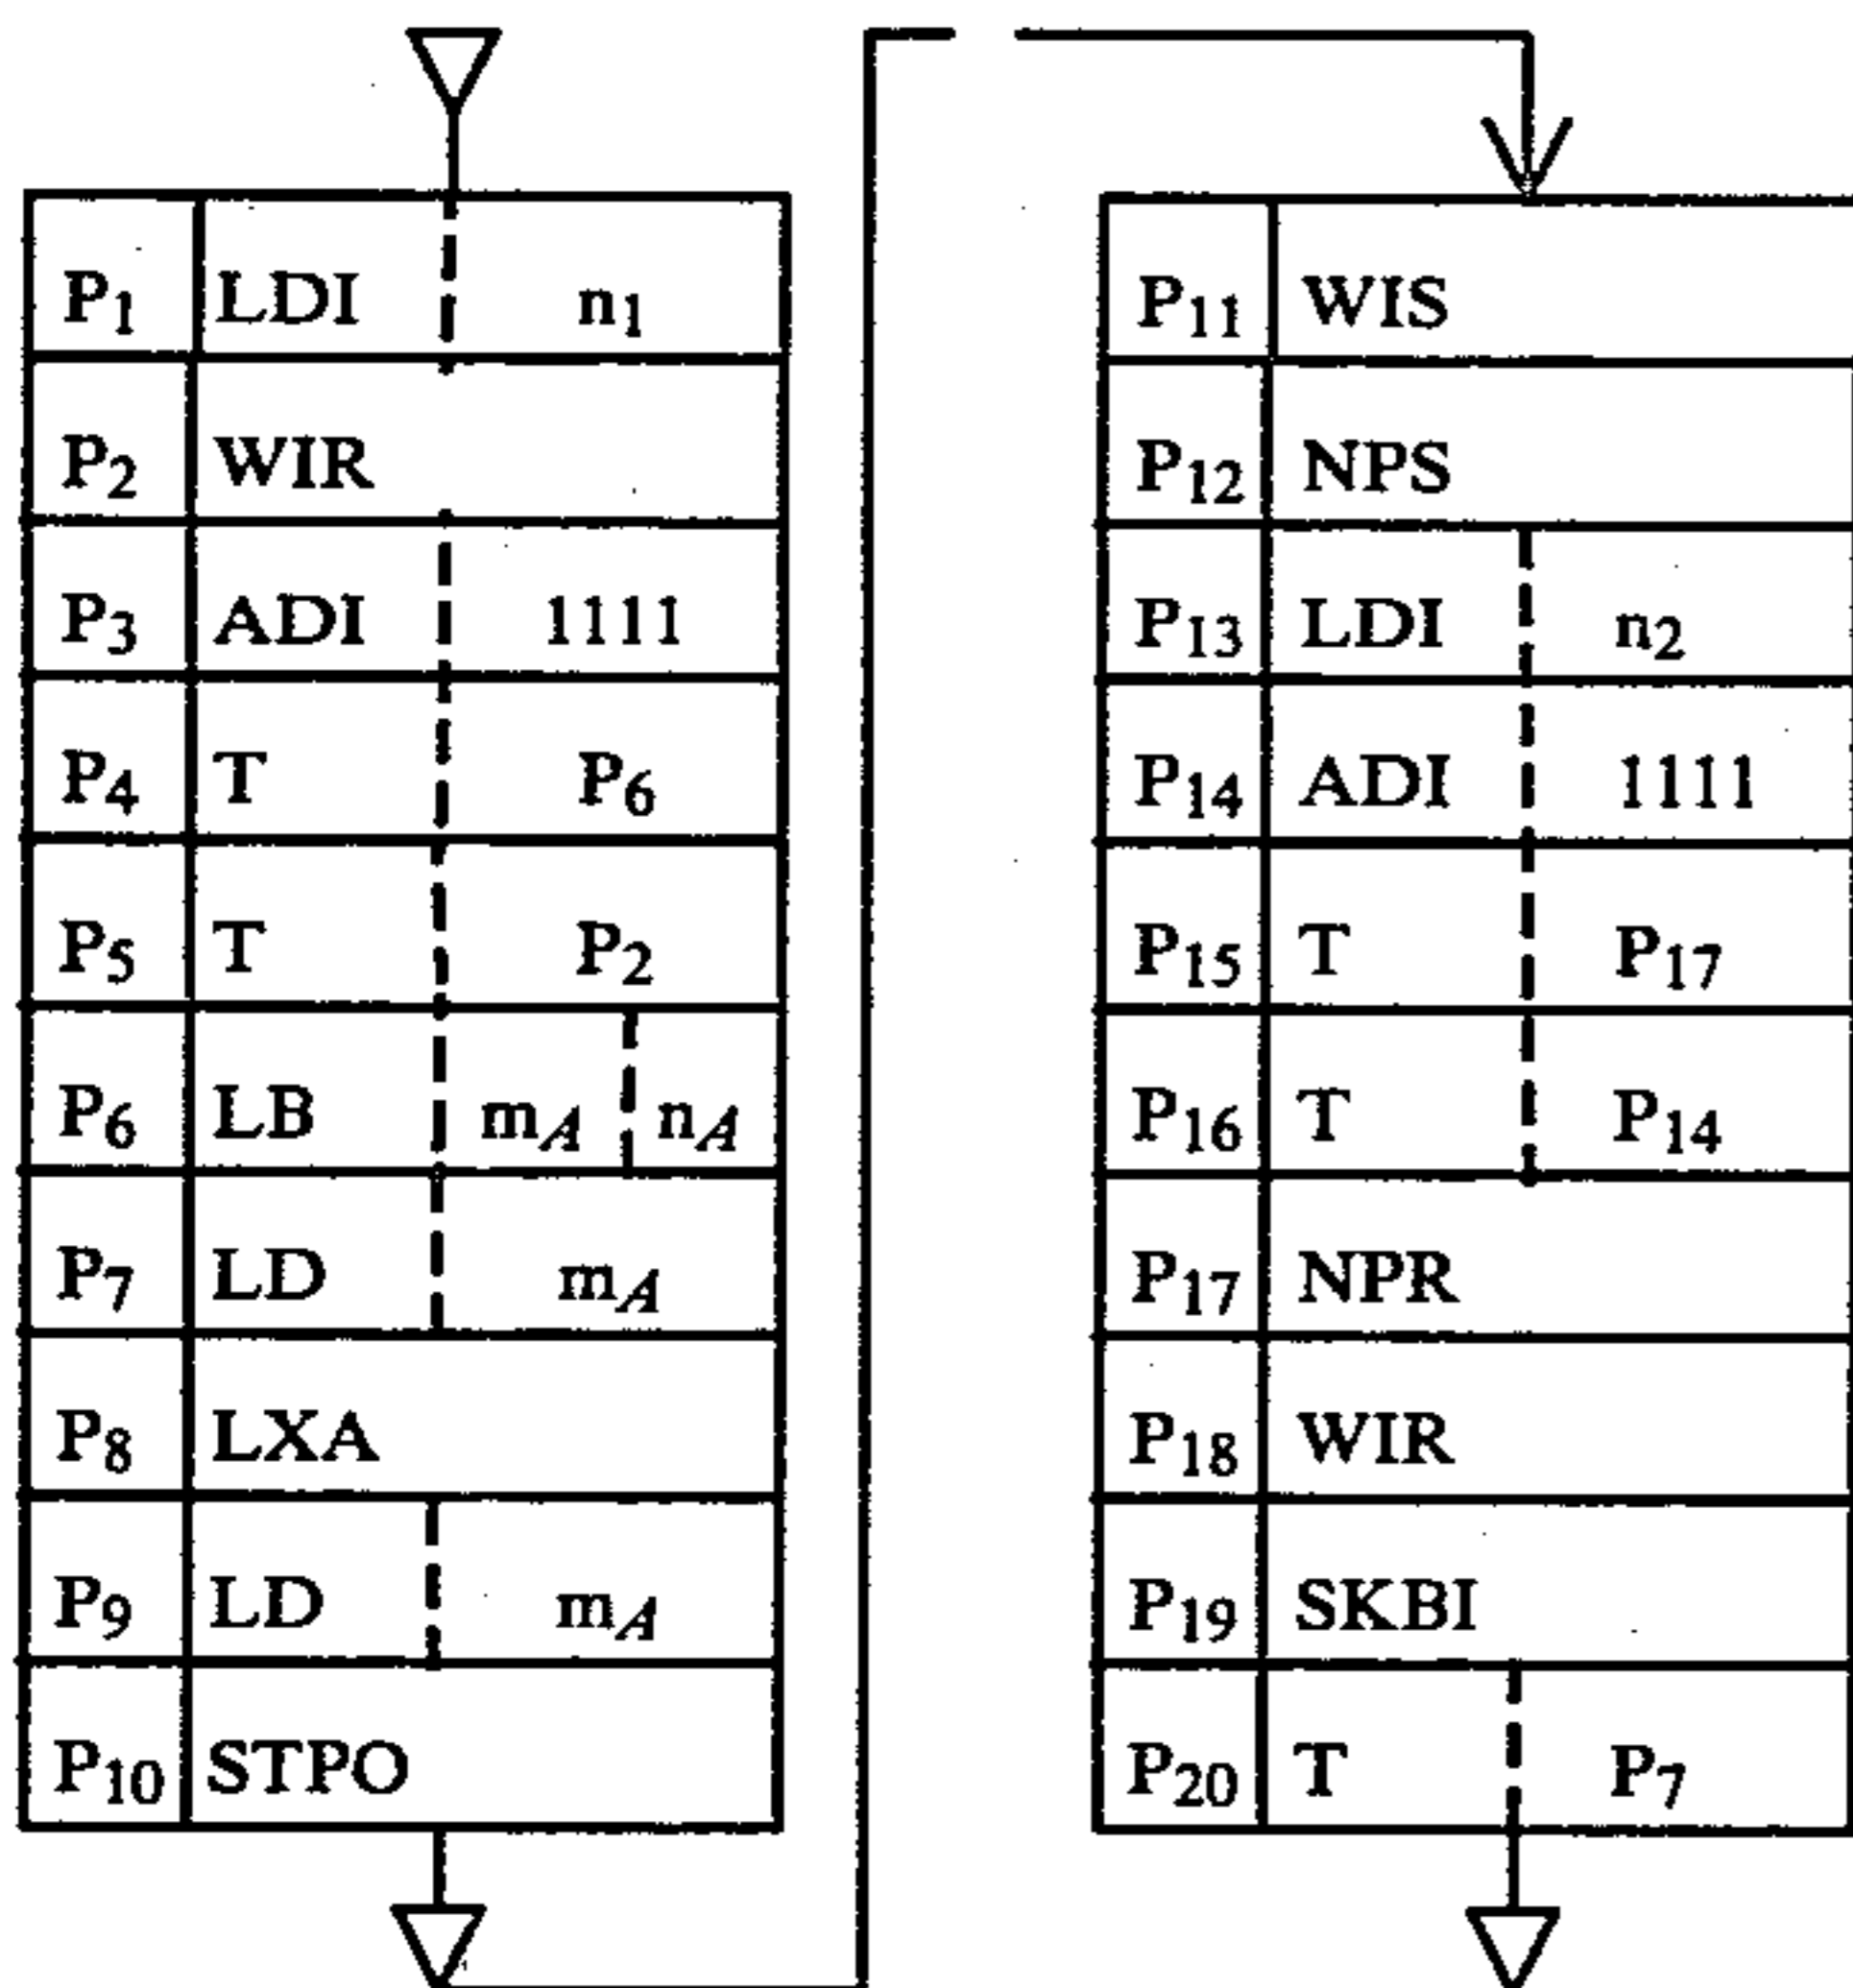 P1 LDI n1
P2 WIR
P3 ADI 1111
P4 T P6
P5 T P2
P6 LB mA nA
P7 LD mA
P8 LXA
P9 LD mA
P10 STPO
P11 WIS
P12 NPS
P13 LDI n2
P14 ADI 1111
P15 T P17
P16 T P14
P17 NPR
P18 WIR
P19 SKBI
P20 T P7